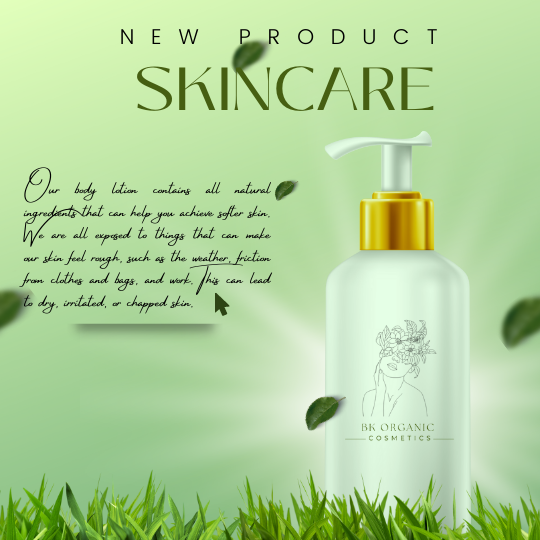 NEW PRODUCT
SKINCARE
Our body lotion contains all natural
ingredients that can help you achieve softer skin.
We are all exposed to things that can make
our skin feel rough, such as the weather, friction
from clothes and bags, and work. This can lead
to dry, irritated, or chapped skin.
BK ORGANIC
COSMETICS